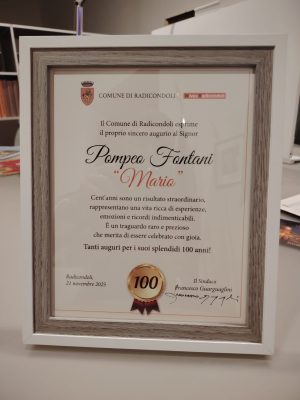 COMUNE DI RADICONDOLI
Il Comune di Radicondoli esprime
il proprio sincero augurio al Signor
Pompeo Fontani
"Mario"
Cent'anni sono un risultato straordinario,
rappresentano una vita ricca di esperienze,
emozioni e ricordi indimenticabili.
È un traguardo raro e prezioso
che merita di essere celebrato con gioia.
Tanti auguri per i suoi splendidi 100 anni!
Radicondoli,
21 novembre 2025
100
Il Sindaco
Francesco Guarguaglini